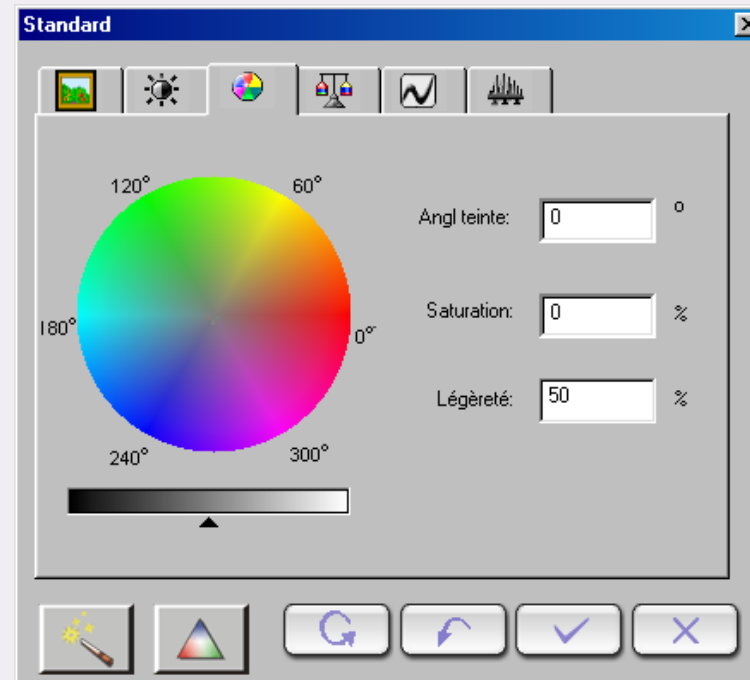 Standard
120° 60°
Angl teinte: 0 °
180° 0° Saturation: 0 %
Légèreté: 50 %
240° 300°